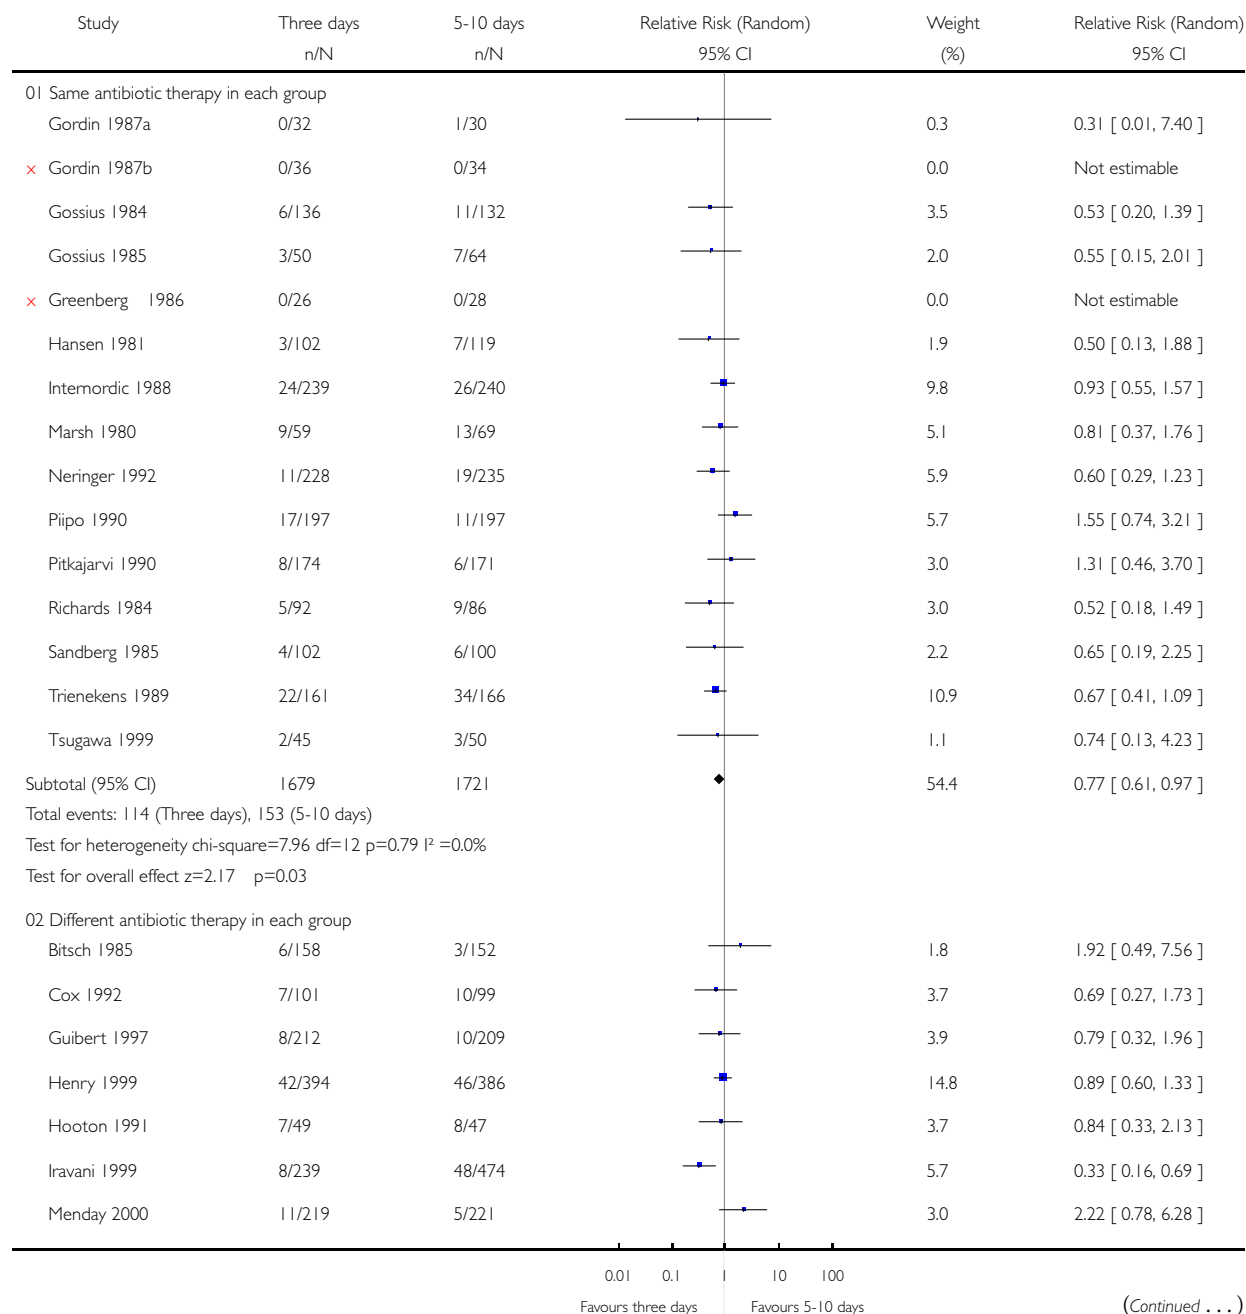 Study Three days 5-10 days Relative Risk (Random) Weight Relative Risk (Random)
n/N n/N 95% CI (%) 95% CI
01 Same antibiotic therapy in each group
Gordin 1987a 0/32 1/30 0.3 0.31 [ 0.01, 7.40 ]
× Gordin 1987b 0/36 0/34 0.0 Not estimable
Gossius 1984 6/136 11/132 3.5 0.53 [ 0.20, 1.39 ]
Gossius 1985 3/50 7/64 2.0 0.55 [ 0.15, 2.01 ]
× Greenberg 1986 0/26 0/28 0.0 Not estimable
Hansen 1981 3/102 7/119 1.9 0.50 [ 0.13, 1.88 ]
Internordic 1988 24/239 26/240 9.8 0.93 [ 0.55, 1.57 ]
Marsh 1980 9/59 13/69 5.1 0.81 [ 0.37, 1.76 ]
Neringer 1992 11/228 19/235 5.9 0.60 [ 0.29, 1.23 ]
Piipo 1990 17/197 11/197 5.7 1.55 [ 0.74, 3.21 ]
Pitkajarvi 1990 8/174 6/171 3.0 1.31 [ 0.46, 3.70 ]
Richards 1984 5/92 9/86 3.0 0.52 [ 0.18, 1.49 ]
Sandberg 1985 4/102 6/100 2.2 0.65 [ 0.19, 2.25 ]
Trienekens 1989 22/161 34/166 10.9 0.67 [ 0.41, 1.09 ]
Tsugawa 1999 2/45 3/50 1.1 0.74 [ 0.13, 4.23 ]
Subtotal (95% CI) 1679 1721 54.4 0.77 [ 0.61, 0.97 ]
Total events: 114 (Three days), 153 (5-10 days)
Test for heterogeneity chi-square=7.96 df=12 p=0.79 I² =0.0%
Test for overall effect z=2.17 p=0.03
02 Different antibiotic therapy in each group
Bitsch 1985 6/158 3/152 1.8 1.92 [ 0.49, 7.56 ]
Cox 1992 7/101 10/99 3.7 0.69 [ 0.27, 1.73 ]
Guibert 1997 8/212 10/209 3.9 0.79 [ 0.32, 1.96 ]
Henry 1999 42/394 46/386 14.8 0.89 [ 0.60, 1.33 ]
Hooton 1991 7/49 8/47 3.7 0.84 [ 0.33, 2.13 ]
Iravani 1999 8/239 48/474 5.7 0.33 [ 0.16, 0.69 ]
Menday 2000 11/219 5/221 3.0 2.22 [ 0.78, 6.28 ]
0.01 0.1 1 10 100
Favours three days Favours 5-10 days (Continued . . . )